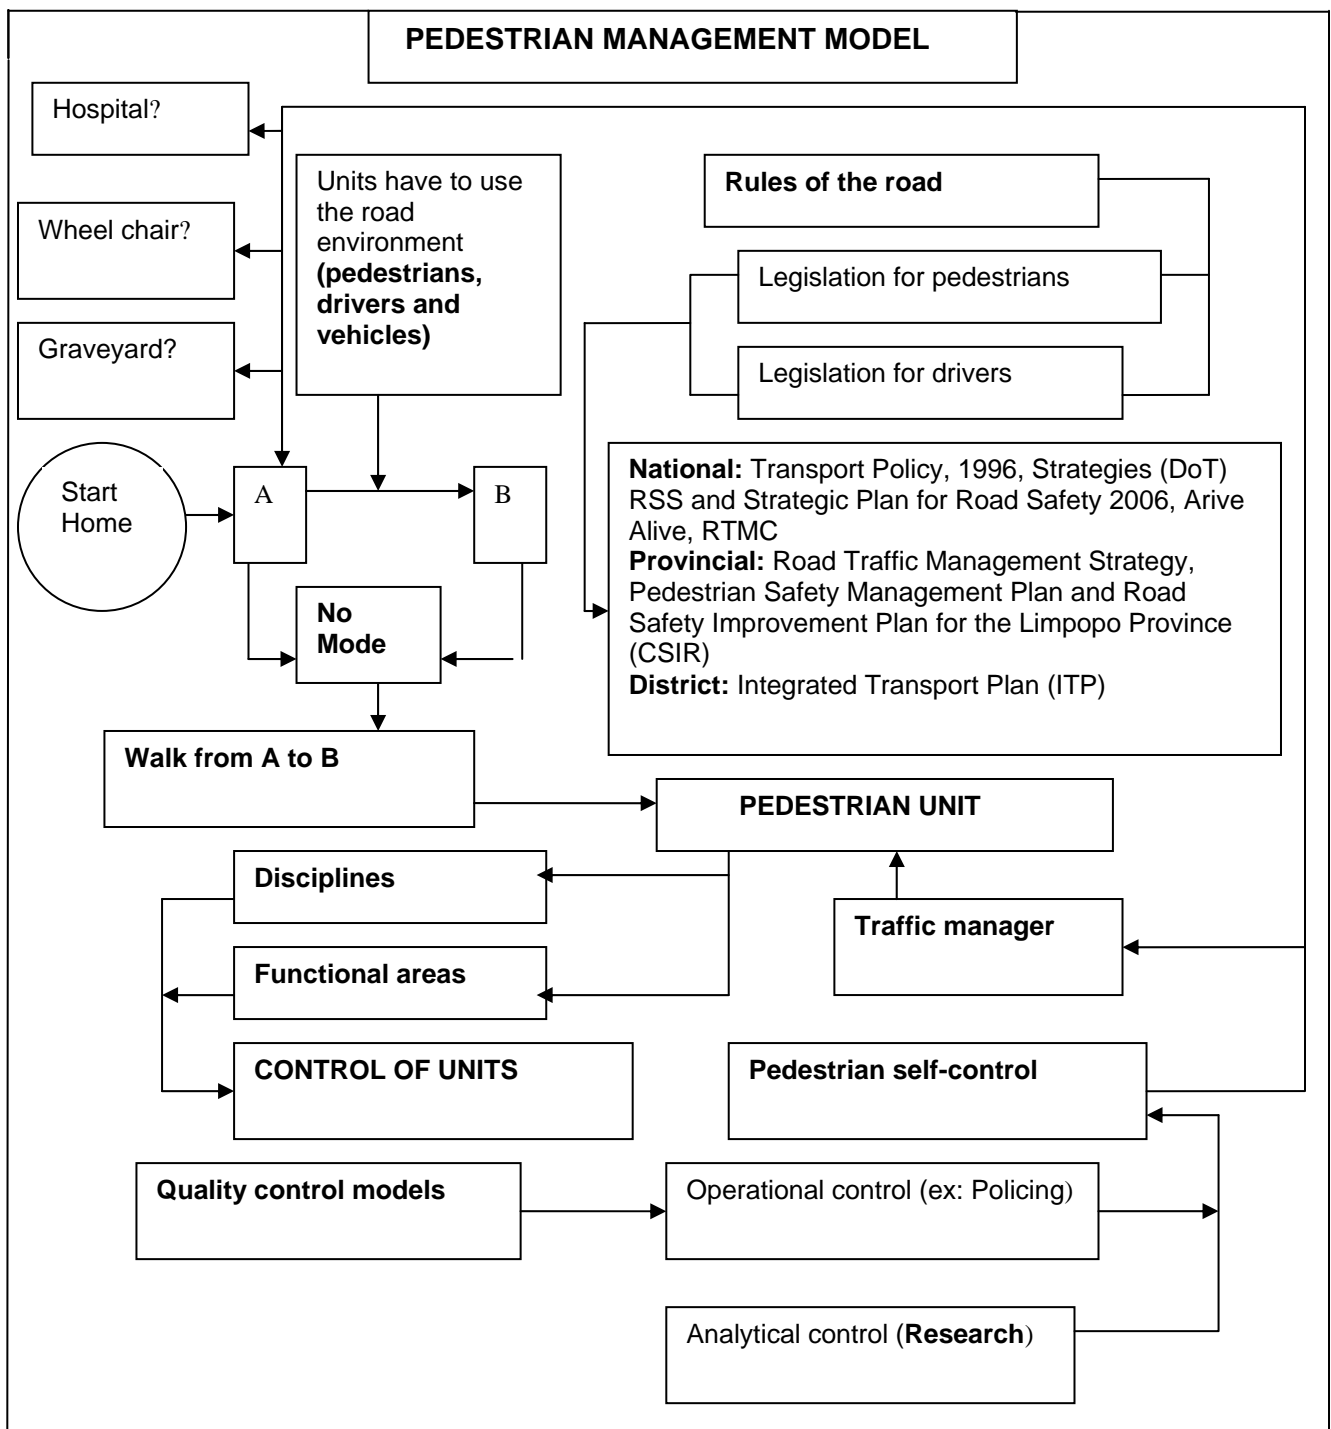 PEDESTRIAN MANAGEMENT MODEL
Hospital?
Wheel chair?
Graveyard?
Units have to use
the road
environment
(pedestrians,
drivers and
vehicles)
Rules of the road
Legislation for pedestrians
Legislation for drivers
Start
Home
A
B
No
Mode
National: Transport Policy, 1996, Strategies (DoT)
RSS and Strategic Plan for Road Safety 2006, Arive
Alive, RTMC
Provincial: Road Traffic Management Strategy,
Pedestrian Safety Management Plan and Road
Safety Improvement Plan for the Limpopo Province
(CSIR)
District: Integrated Transport Plan (ITP)
Walk from A to B
PEDESTRIAN UNIT
Disciplines
Traffic manager
Functional areas
CONTROL OF UNITS
Pedestrian self-control
Quality control models
Operational control (ex: Policing)
Analytical control (Research)